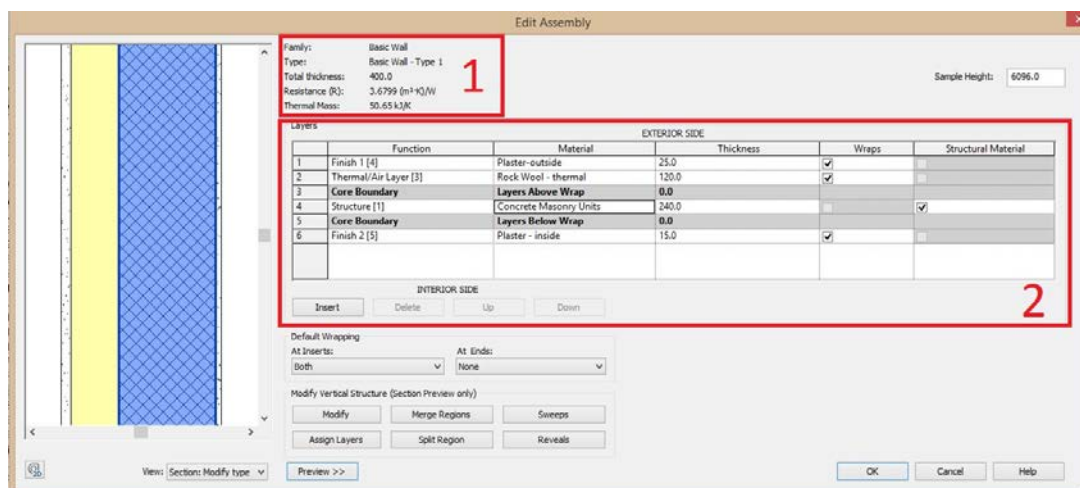 Edit Assembly
Family: Basic Wall
Type: Basic Wall - Type 1
Total thickness: 400.0
Resistance (R): 3.6799 (m²·K)/W
Thermal Mass: 50.65 kJ/K
1
Sample Height: 6096.0
Layers
EXTERIOR SIDE
Function Material Thickness Wraps Structural Material
1 Finish 1 [4] Plaster-outside 25.0
2 Thermal/Air Layer [3] Rock Wool - thermal 120.0
3 Core Boundary Layers Above Wrap 0.0
4 Structure [1] Concrete Masonry Units 240.0
5 Core Boundary Layers Below Wrap 0.0
6 Finish 2 [5] Plaster - inside 15.0
INTERIOR SIDE
Insert Delete Up Down
2
Default Wrapping
At Inserts: At Ends:
Both None
Modify Vertical Structure (Section Preview only)
Modify Merge Regions Sweeps
Assign Layers Split Region Reveals
View: Section: Modify type Preview >> OK Cancel Help